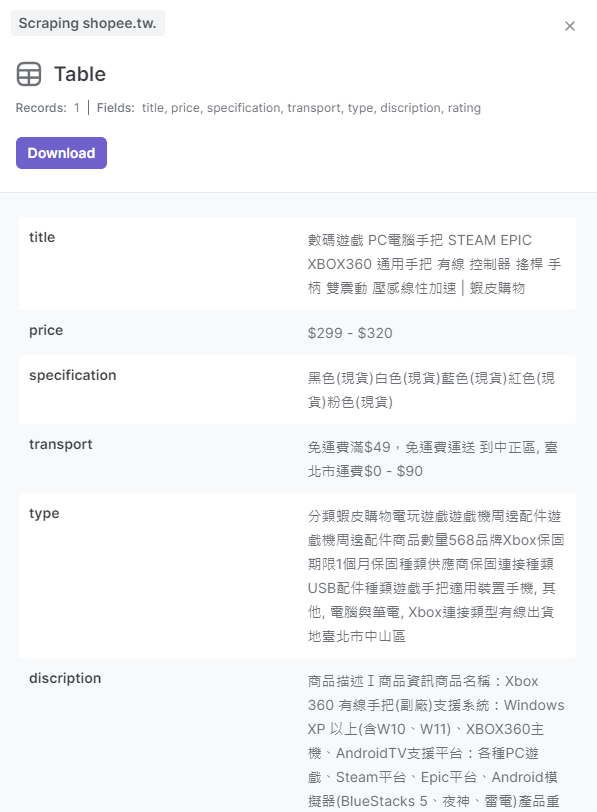 Scraping shopee.tw.
Table
Records: 1 | Fields: title, price, specification, transport, type, discription, rating
Download
title
數碼遊戲 PC電腦手把 STEAM EPIC
XBOX360 通用手把 有線 控制器 搖桿 手
柄 雙震動 壓感線性加速 | 蝦皮購物
price
$299 - $320
specification
黑色(現貨)白色(現貨)藍色(現貨)紅色(現
貨)粉色(現貨)
transport
免運費滿$49，免運費運送 到中正區, 臺
北市運費$0 - $90
type
分類蝦皮購物電玩遊戲遊戲機周邊配件遊
戲機周邊配件商品數量568品牌Xbox保固
期限1個月保固種類供應商保固連接種類
USB配件種類遊戲手把適用裝置手機, 其
他, 電腦與筆電, Xbox連接類型有線出貨
地臺北市中山區
discription
商品描述Ｉ商品資訊商品名稱：Xbox
360 有線手把(副廠)支援系統：Windows
XP 以上(含W10、W11)、XBOX360主
機、AndroidTV支援平台：各種PC遊
戲、Steam平台、Epic平台、Android模
擬器(BlueStacks 5、夜神、雷電)產品重